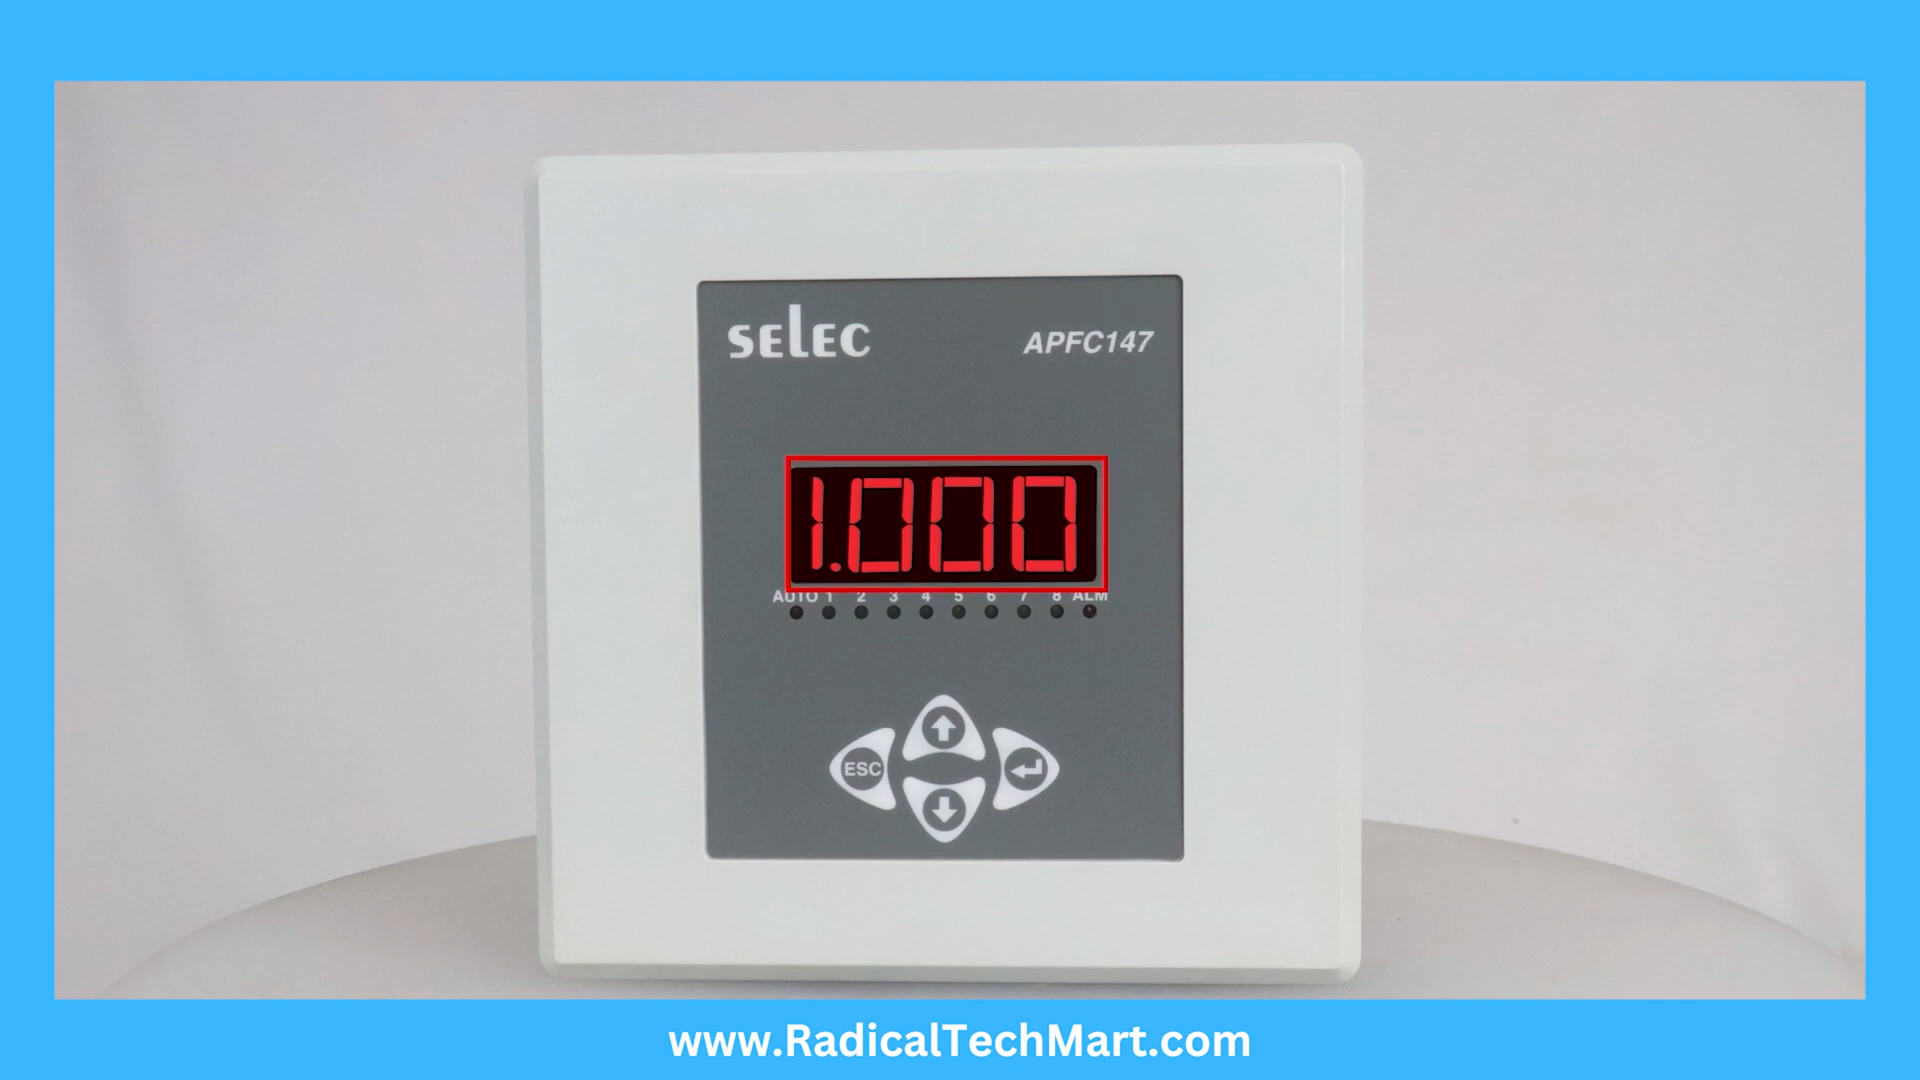 SELEC APFC147
1.000
AUTO 1 2 3 4 5 6 7 8 ALM
ESC
www.RadicalTechMart.com